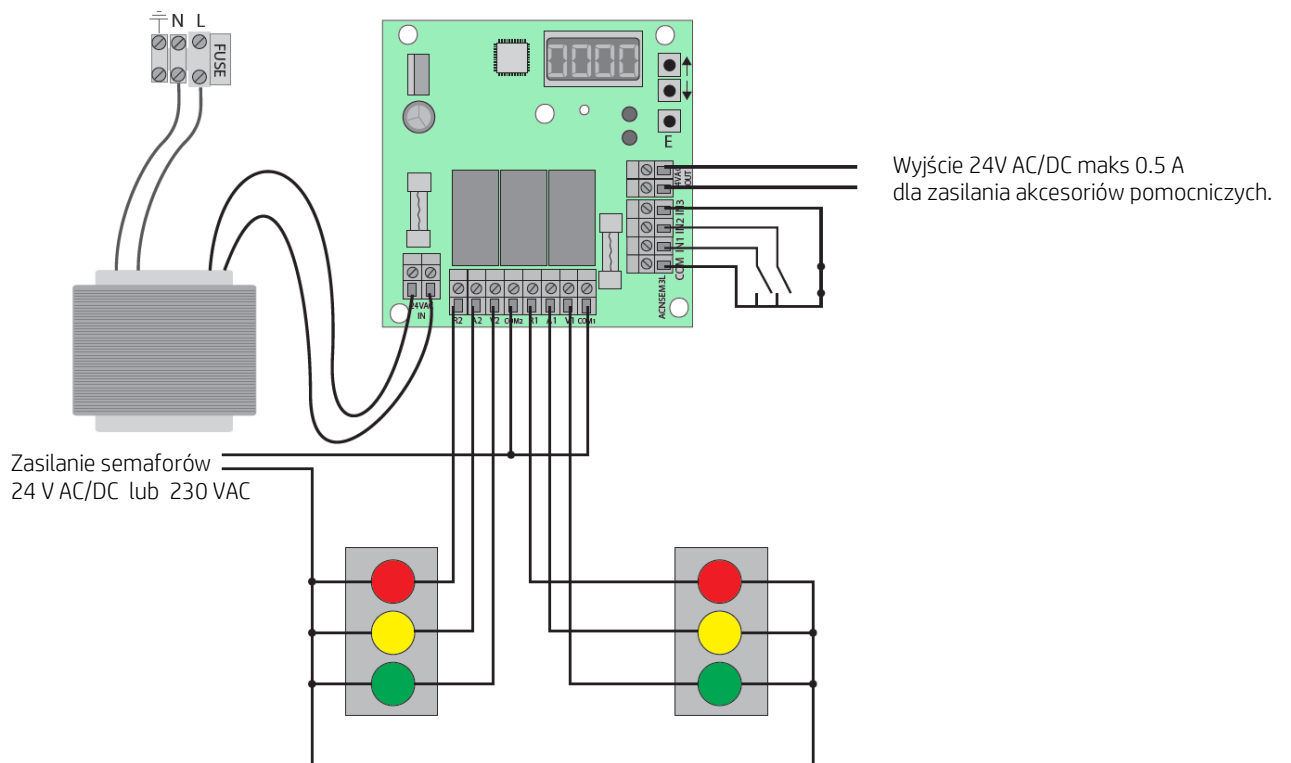 N L
FUSE
E
Wyjście 24V AC/DC maks 0.5 A
dla zasilania akcesoriów pomocniczych.
OUT
COM IN1 IN2 IN3
ACNSEM3L
24VAC
IN
R2 A2 V2 COM2 R1 A1 V1 COM1
Zasilanie semaforów
24 V AC/DC lub 230 VAC